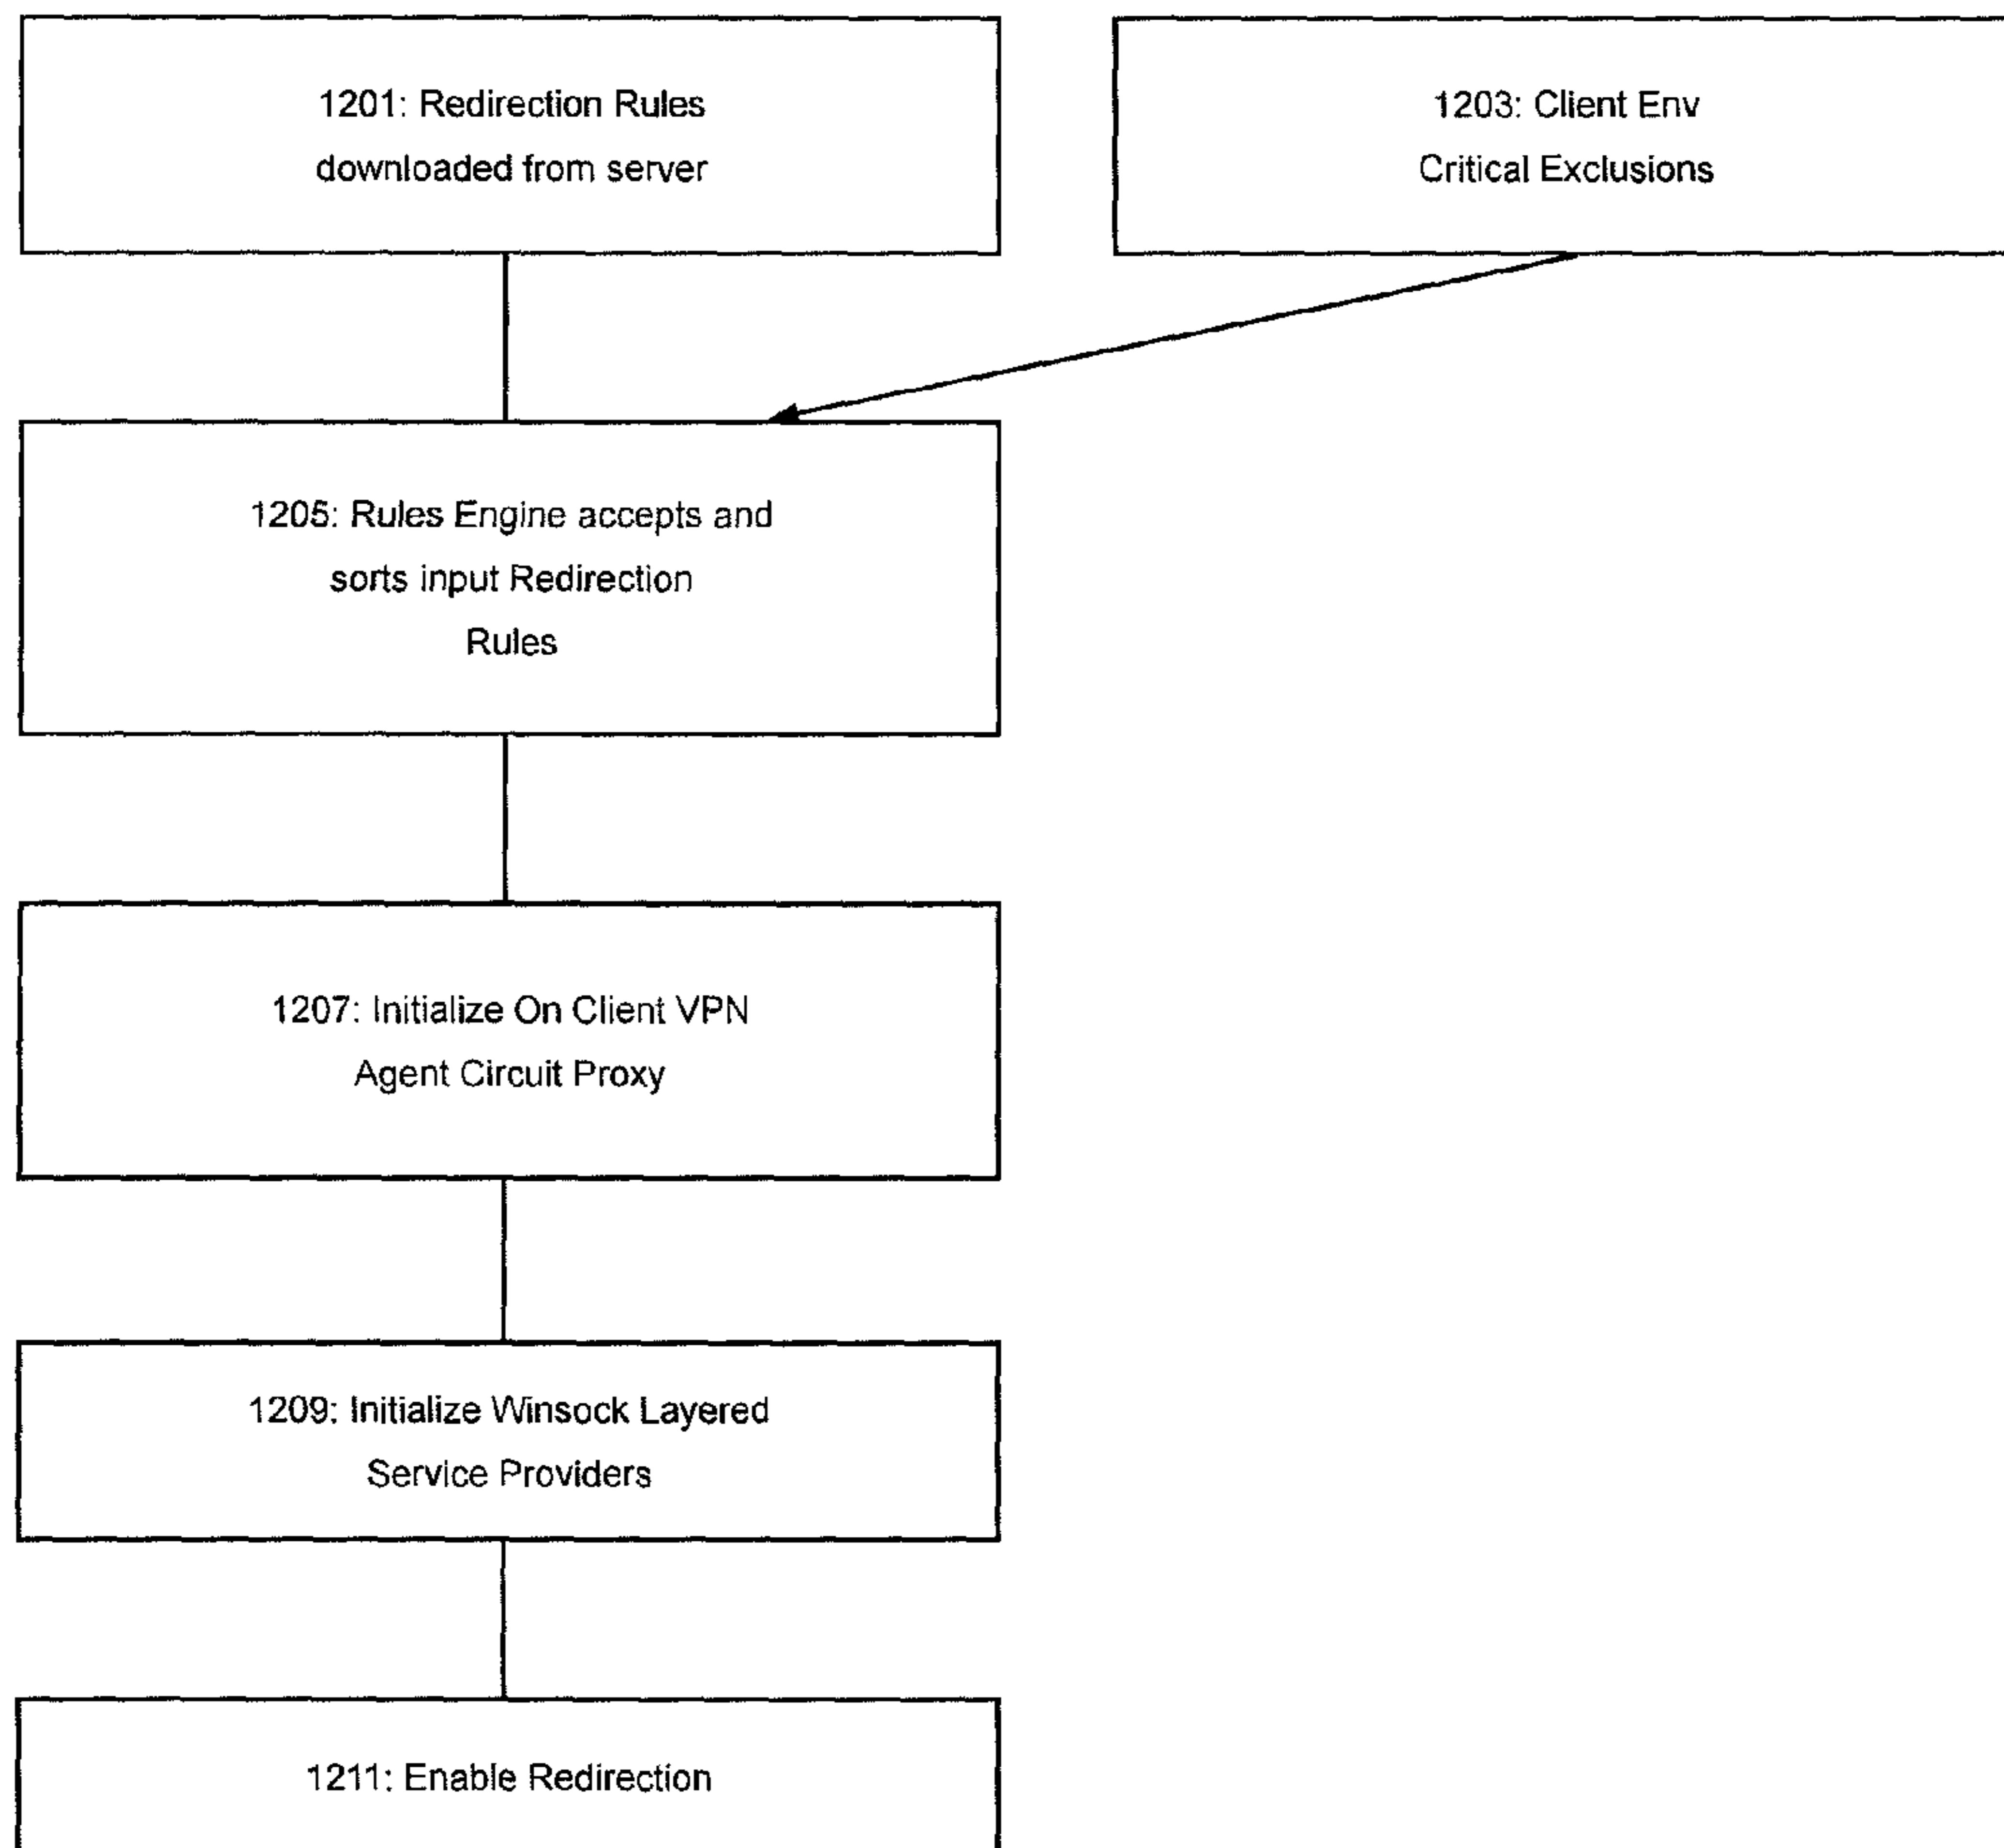 1201: Redirection Rules
downloaded from server
1203: Client Env
Critical Exclusions
1205: Rules Engine accepts and
sorts input Redirection
Rules
1207: Initialize On Client VPN
Agent Circuit Proxy
1209: Initialize Winsock Layered
Service Providers
1211: Enable Redirection